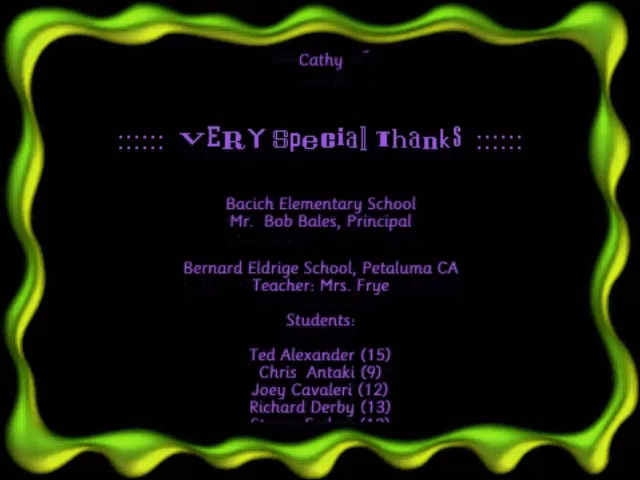 Cathy
:::::: VERY Special Thanks ::::::
Bacich Elementary School
Mr. Bob Bales, Principal
Bernard Eldrige School, Petaluma CA
Teacher: Mrs. Frye
Students:
Ted Alexander (15)
Chris Antaki (9)
Joey Cavaleri (12)
Richard Derby (13)